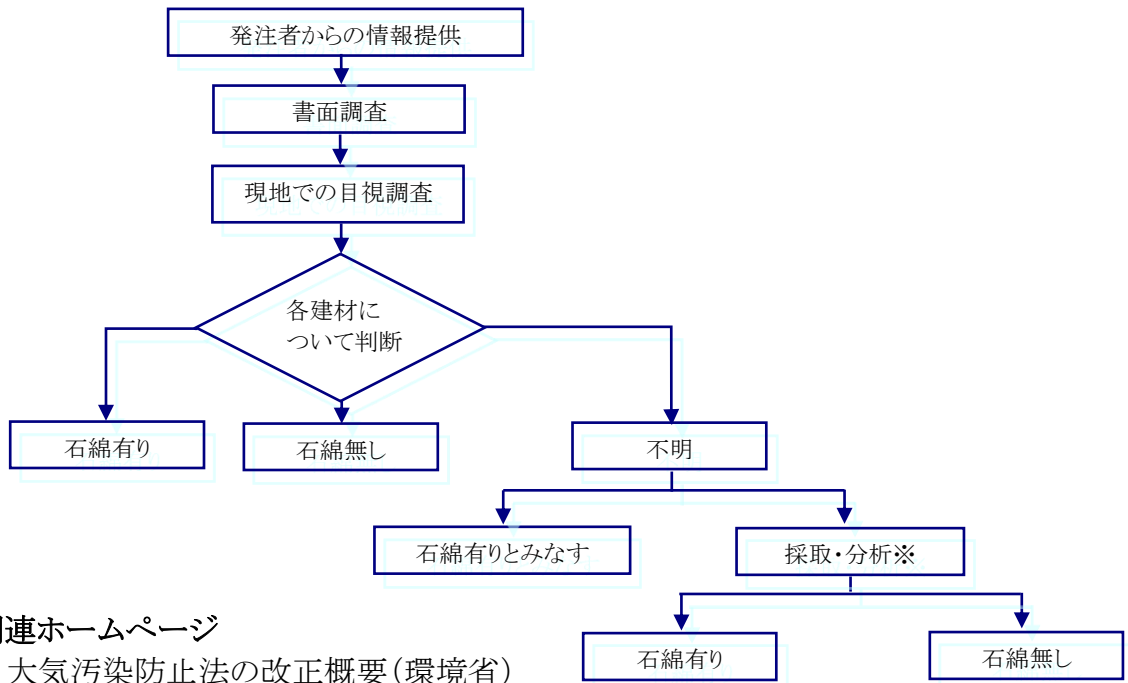 発注者からの情報提供
書面調査
現地での目視調査
各建材に
ついて判断
石綿有り
石綿無し
不明
石綿有りとみなす
採取・分析※
石綿有り
石綿無し
連ホームページ
大気汚染防止法の改正概要(環境省)